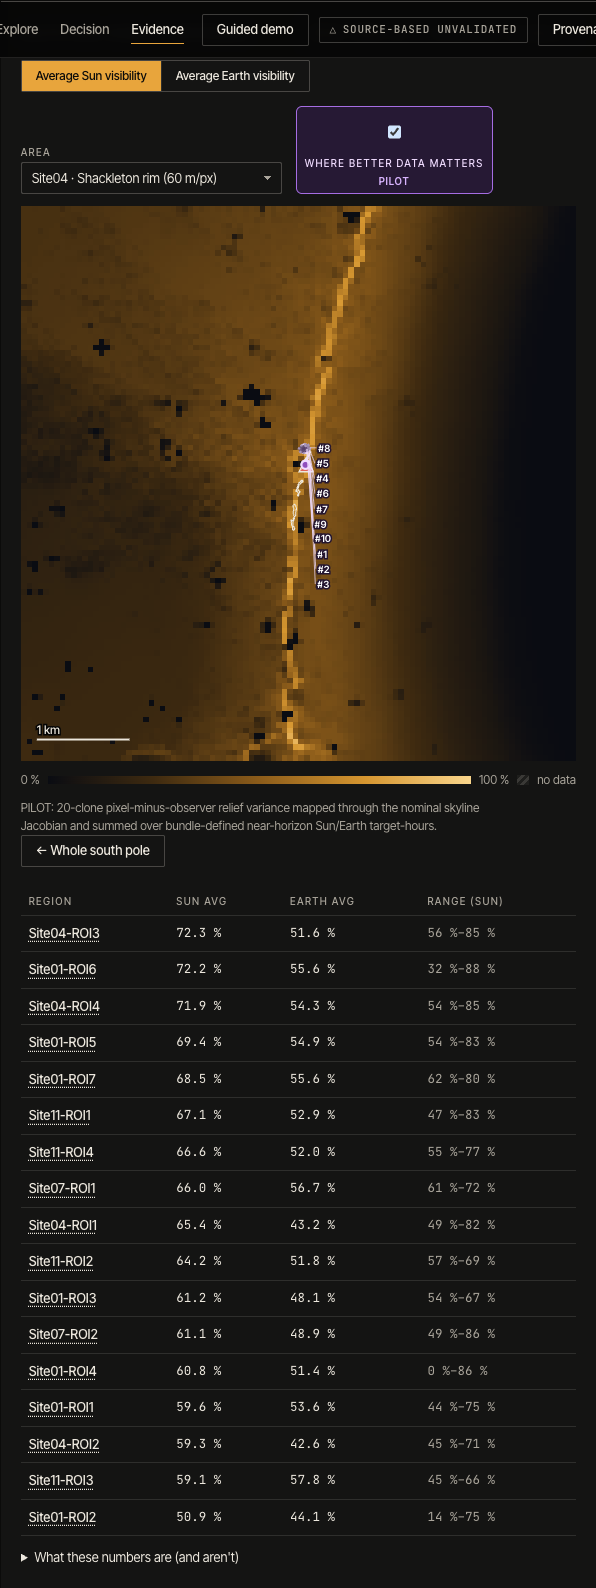 Explore Decision Evidence Guided demo △ SOURCE-BASED UNVALIDATED Provena
Average Sun visibility Average Earth visibility
AREA
Site04 · Shackleton rim (60 m/px)
WHERE BETTER DATA MATTERS
PILOT
#8
#5
#4
#6
#7
#9
#10
#1
#2
#3
1 km
0 % 100 % no data
PILOT: 20-clone pixel-minus-observer relief variance mapped through the nominal skyline
Jacobian and summed over bundle-defined near-horizon Sun/Earth target-hours.
← Whole south pole
REGION SUN AVG EARTH AVG RANGE (SUN)
Site04-ROI3 72.3 % 51.6 % 56 %–85 %
Site01-ROI6 72.2 % 55.6 % 32 %–88 %
Site04-ROI4 71.9 % 54.3 % 54 %–85 %
Site01-ROI5 69.4 % 54.9 % 54 %–83 %
Site01-ROI7 68.5 % 55.6 % 62 %–80 %
Site11-ROI1 67.1 % 52.9 % 47 %–83 %
Site11-ROI4 66.6 % 52.0 % 55 %–77 %
Site07-ROI1 66.0 % 56.7 % 61 %–72 %
Site04-ROI1 65.4 % 43.2 % 49 %–82 %
Site11-ROI2 64.2 % 51.8 % 57 %–69 %
Site01-ROI3 61.2 % 48.1 % 54 %–67 %
Site07-ROI2 61.1 % 48.9 % 49 %–86 %
Site01-ROI4 60.8 % 51.4 % 0 %–86 %
Site01-ROI1 59.6 % 53.6 % 44 %–75 %
Site04-ROI2 59.3 % 42.6 % 45 %–71 %
Site11-ROI3 59.1 % 57.8 % 45 %–66 %
Site01-ROI2 50.9 % 44.1 % 14 %–75 %
▶ What these numbers are (and aren't)